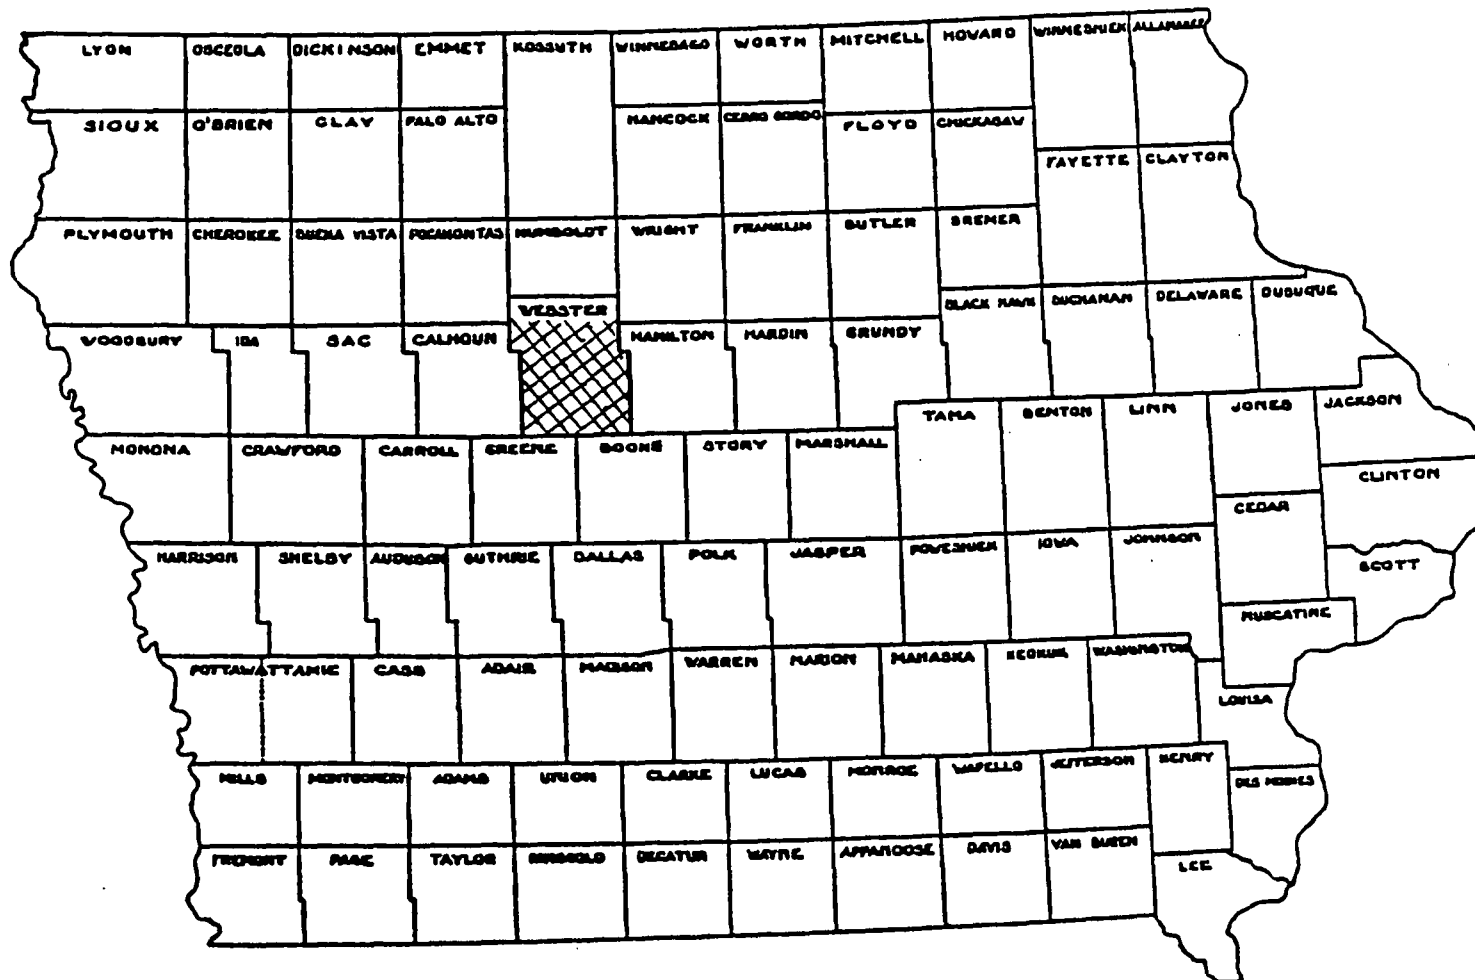 LYON OSCEOLA DICKINSON EMMET KOSSUTH WINNEBAGO WORTH MITCHELL HOWARD WINNESHIEK ALLAMAKEE
SIOUX O'BRIEN CLAY PALO ALTO HANCOCK CERRO GORDO FLOYD CHICKASAW
FAYETTE CLAYTON
PLYMOUTH CHEROKEE BUENA VISTA POCAHONTAS HUMBOLDT WRIGHT FRANKLIN BUTLER BREMER
BLACK HAWK BUCHANAN DELAWARE DUBUQUE
WEBSTER
WOODBURY IDA SAC CALHOUN HAMILTON HARDIN GRUNDY
TAMA BENTON LINN JONES JACKSON
MONONA CRAWFORD CARROLL GREENE BOONE STORY MARSHALL
CLINTON
CEDAR
HARRISON SHELBY AUDUBON GUTHRIE DALLAS POLK JASPER POWESHIEK IOWA JOHNSON
SCOTT
MUSCATINE
POTTAWATTAMIE CASS ADAIR MADISON WARREN MARION MAHASKA KEOKUK WASHINGTON
LOUISA
MILLS MONTGOMERY ADAMS UNION CLARKE LUCAS MONROE WAPELLO JEFFERSON HENRY
DES MOINES
FREMONT PAGE TAYLOR RINGGOLD DECATUR WAYNE APPANOOSE DAVIS VAN BUREN
LEE